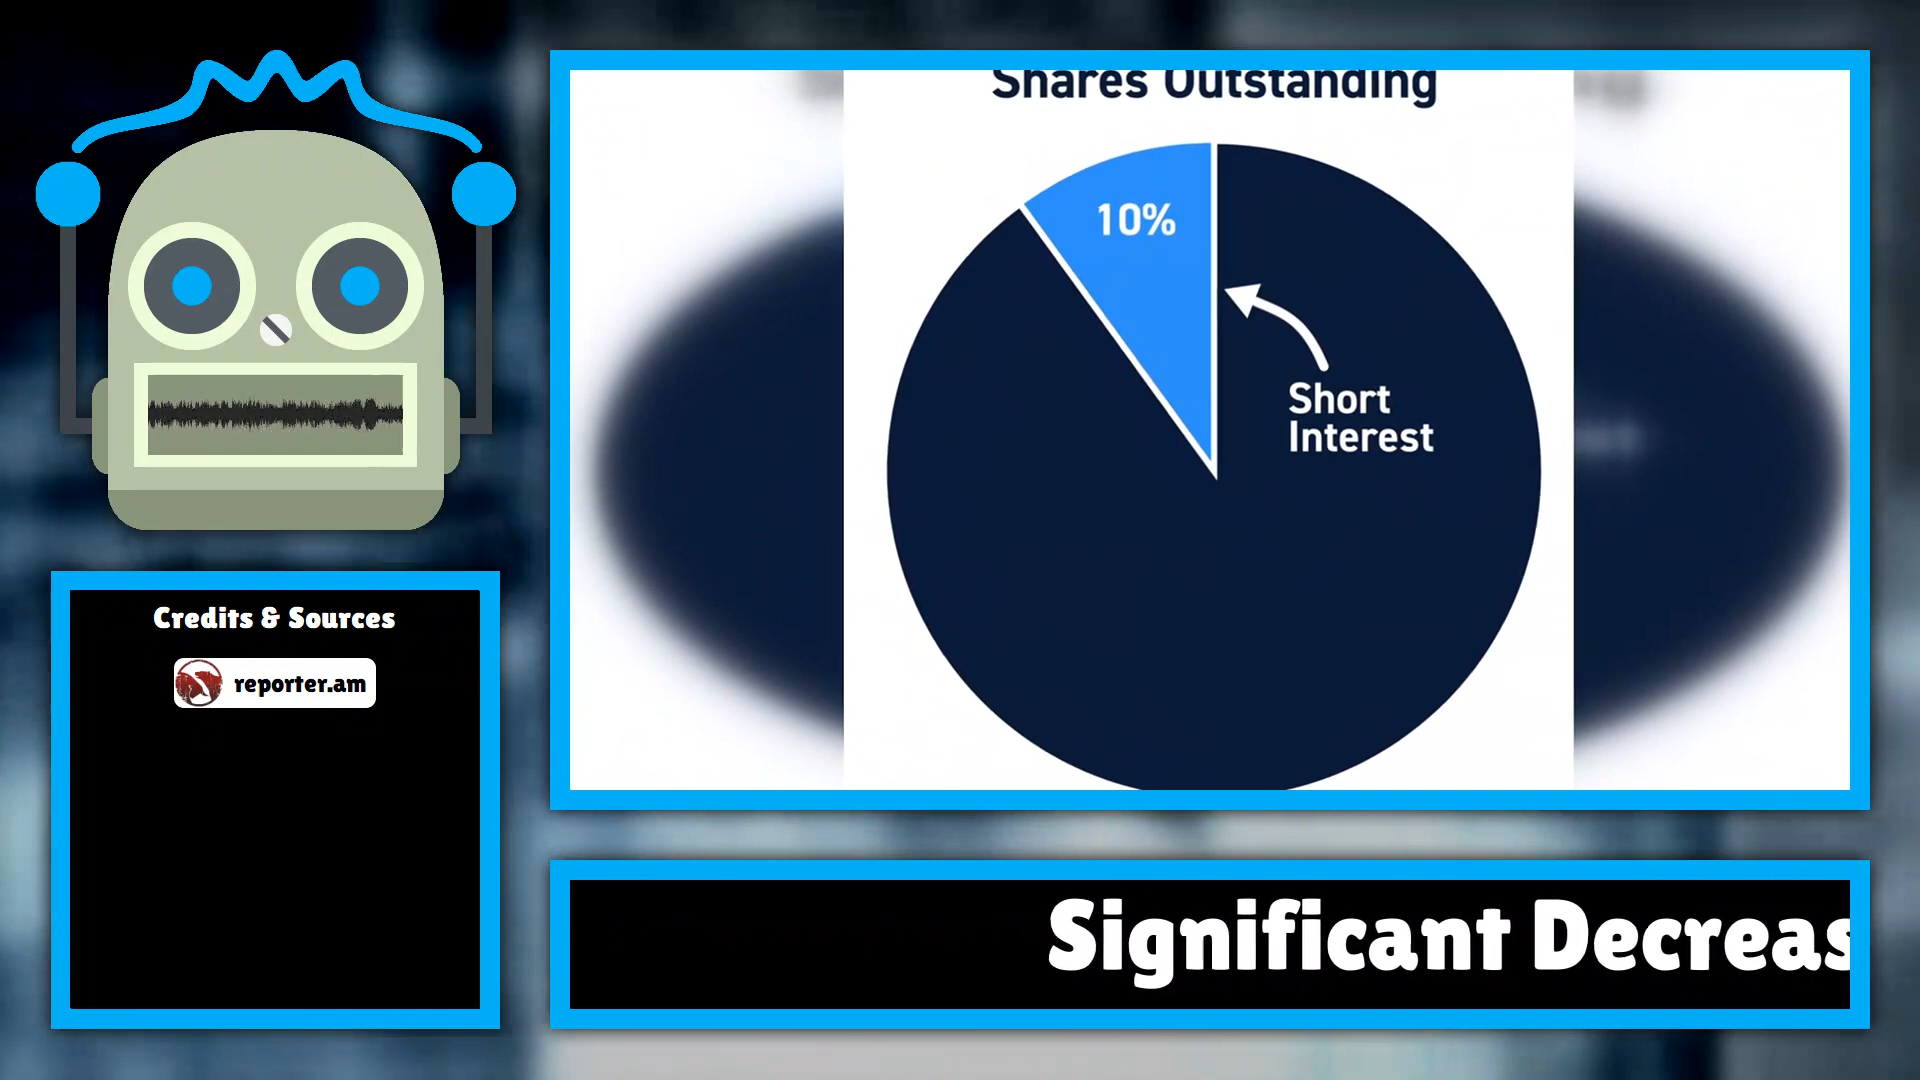 Shares Outstanding
10%
Short
Interest
Credits & Sources
reporter.am
Significant Decreas